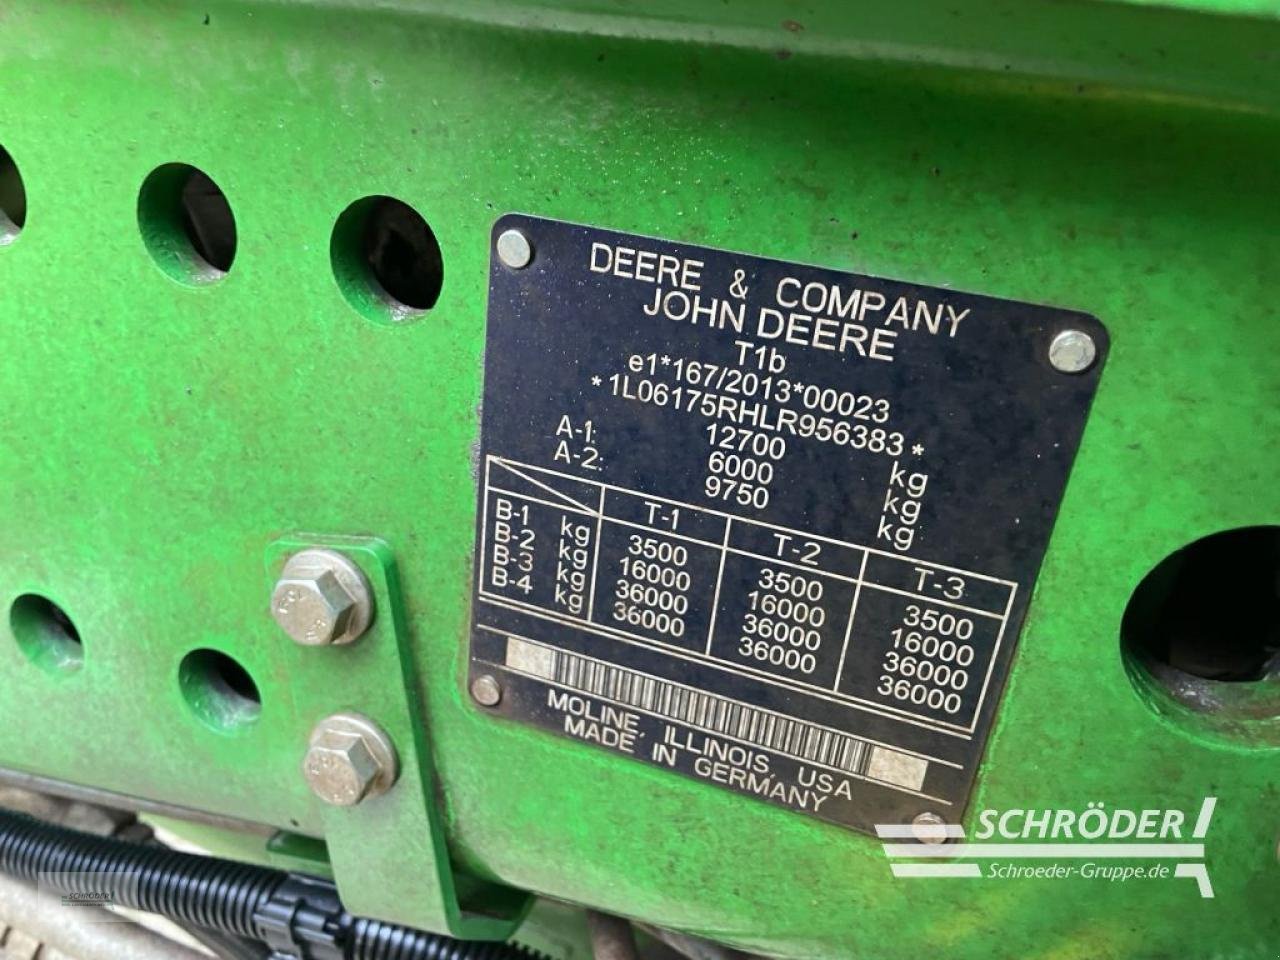 DEERE & COMPANY
JOHN DEERE
T1b
e1*167/2013*00023
*1L06175RHLR956383*
12700 kg
A-1: 6000 kg
A-2: 9750 kg
T-1 T-2 T-3
B-1 kg 3500 3500 3500
B-2 kg 16000 16000 16000
B-3 kg 36000 36000 36000
B-4 kg 36000 36000 36000
MOLINE, ILLINOIS, USA
MADE IN GERMANY
SCHRÖDER
Schroeder-Gruppe.de
SCHRÖDER